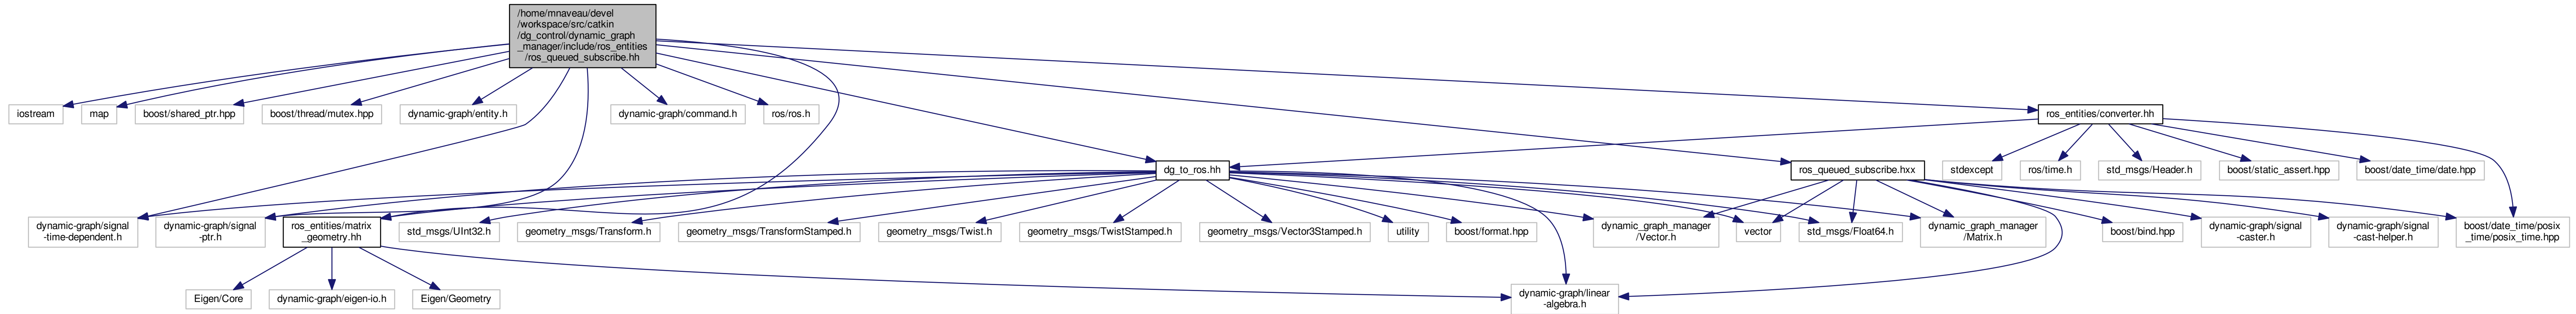 /home/mnaveau/devel
/workspace/src/catkin
/dg_control/dynamic_graph
_manager/include/ros_entities
/ros_queued_subscribe.hh
iostream
map
boost/shared_ptr.hpp
boost/thread/mutex.hpp
dynamic-graph/entity.h
dynamic-graph/command.h
ros/ros.h
ros_entities/converter.hh
dg_to_ros.hh
ros_queued_subscribe.hxx
stdexcept
ros/time.h
std_msgs/Header.h
boost/static_assert.hpp
boost/date_time/date.hpp
dynamic-graph/signal
-time-dependent.h
dynamic-graph/signal
-ptr.h
ros_entities/matrix
_geometry.hh
std_msgs/UInt32.h
geometry_msgs/Transform.h
geometry_msgs/TransformStamped.h
geometry_msgs/Twist.h
geometry_msgs/TwistStamped.h
geometry_msgs/Vector3Stamped.h
utility
boost/format.hpp
dynamic_graph_manager
/Vector.h
vector
std_msgs/Float64.h
dynamic_graph_manager
/Matrix.h
boost/bind.hpp
dynamic-graph/signal
-caster.h
dynamic-graph/signal
-cast-helper.h
boost/date_time/posix
_time/posix_time.hpp
Eigen/Core
dynamic-graph/eigen-io.h
Eigen/Geometry
dynamic-graph/linear
-algebra.h